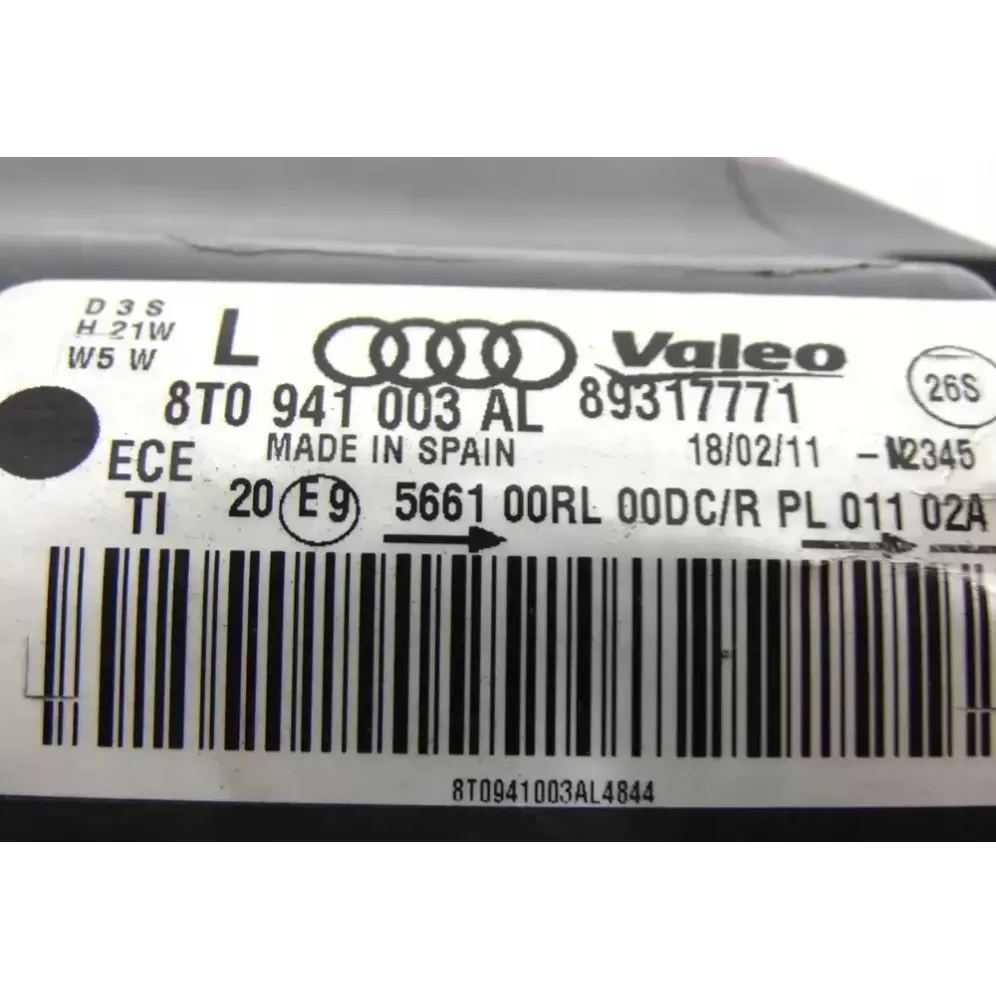 D3S
H 21W
W5W
L Valeo
26S
8T0 941 003 AL 89317771
ECE MADE IN SPAIN 18/02/11 -N2345
TI 20 E9 5661 00RL 00DC/R PL 011 02A
8T0941003AL4844